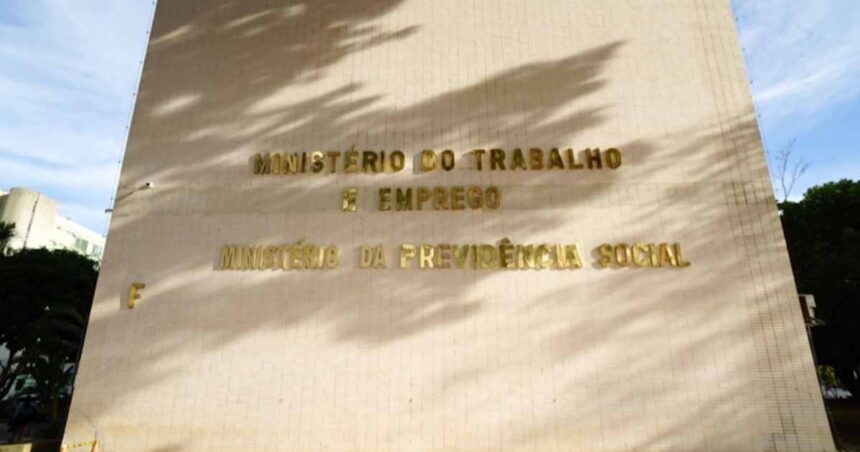 MINISTÉRIO DO TRABALHO
E EMPREGO
MINISTÉRIO DA PREVIDÊNCIA SOCIAL
F